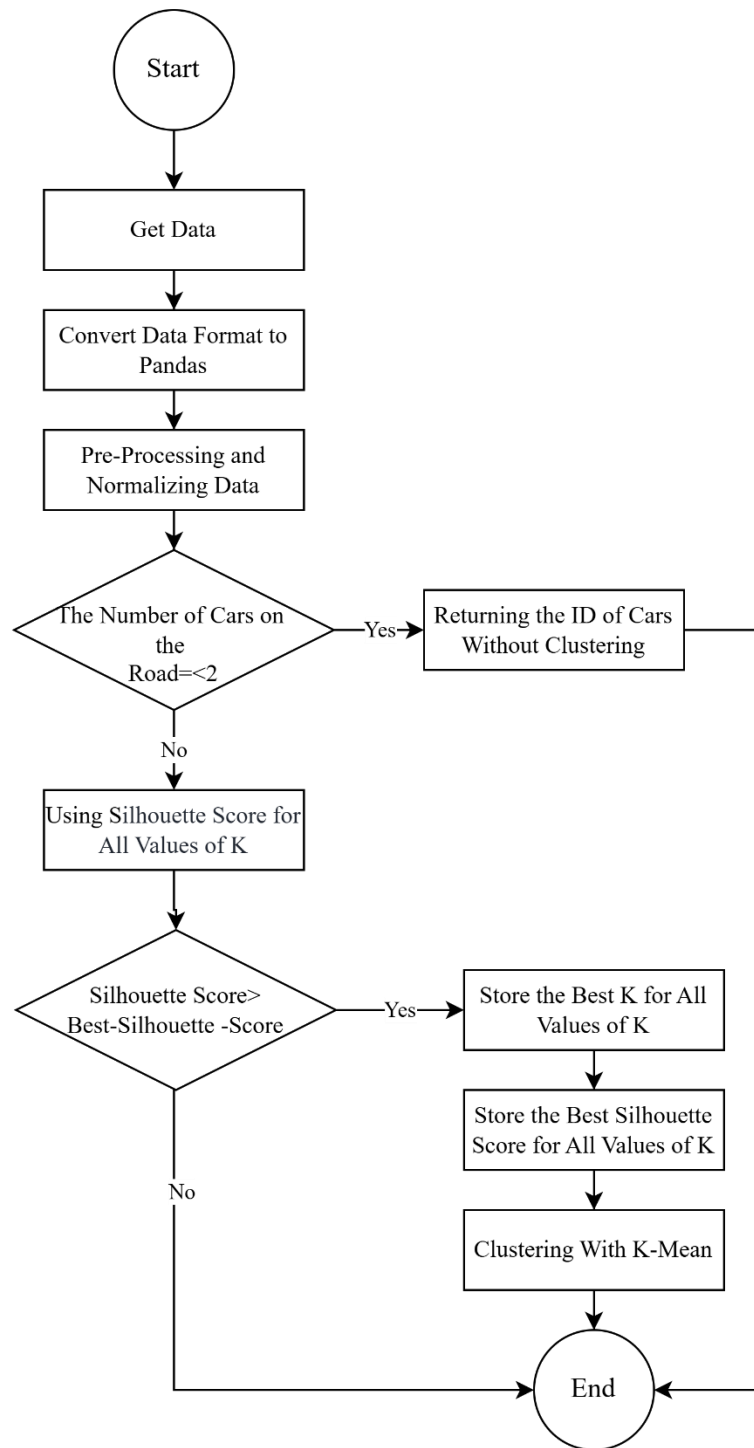 Start
Get Data
Convert Data Format to
Pandas
Pre-Processing and
Normalizing Data
The Number of Cars on
the
Road=<2
Yes
Returning the ID of Cars
Without Clustering
No
Using Silhouette Score for
All Values of K
Silhouette Score>
Best-Silhouette -Score
Yes
Store the Best K for All
Values of K
Store the Best Silhouette
Score for All Values of K
No
Clustering With K-Mean
End